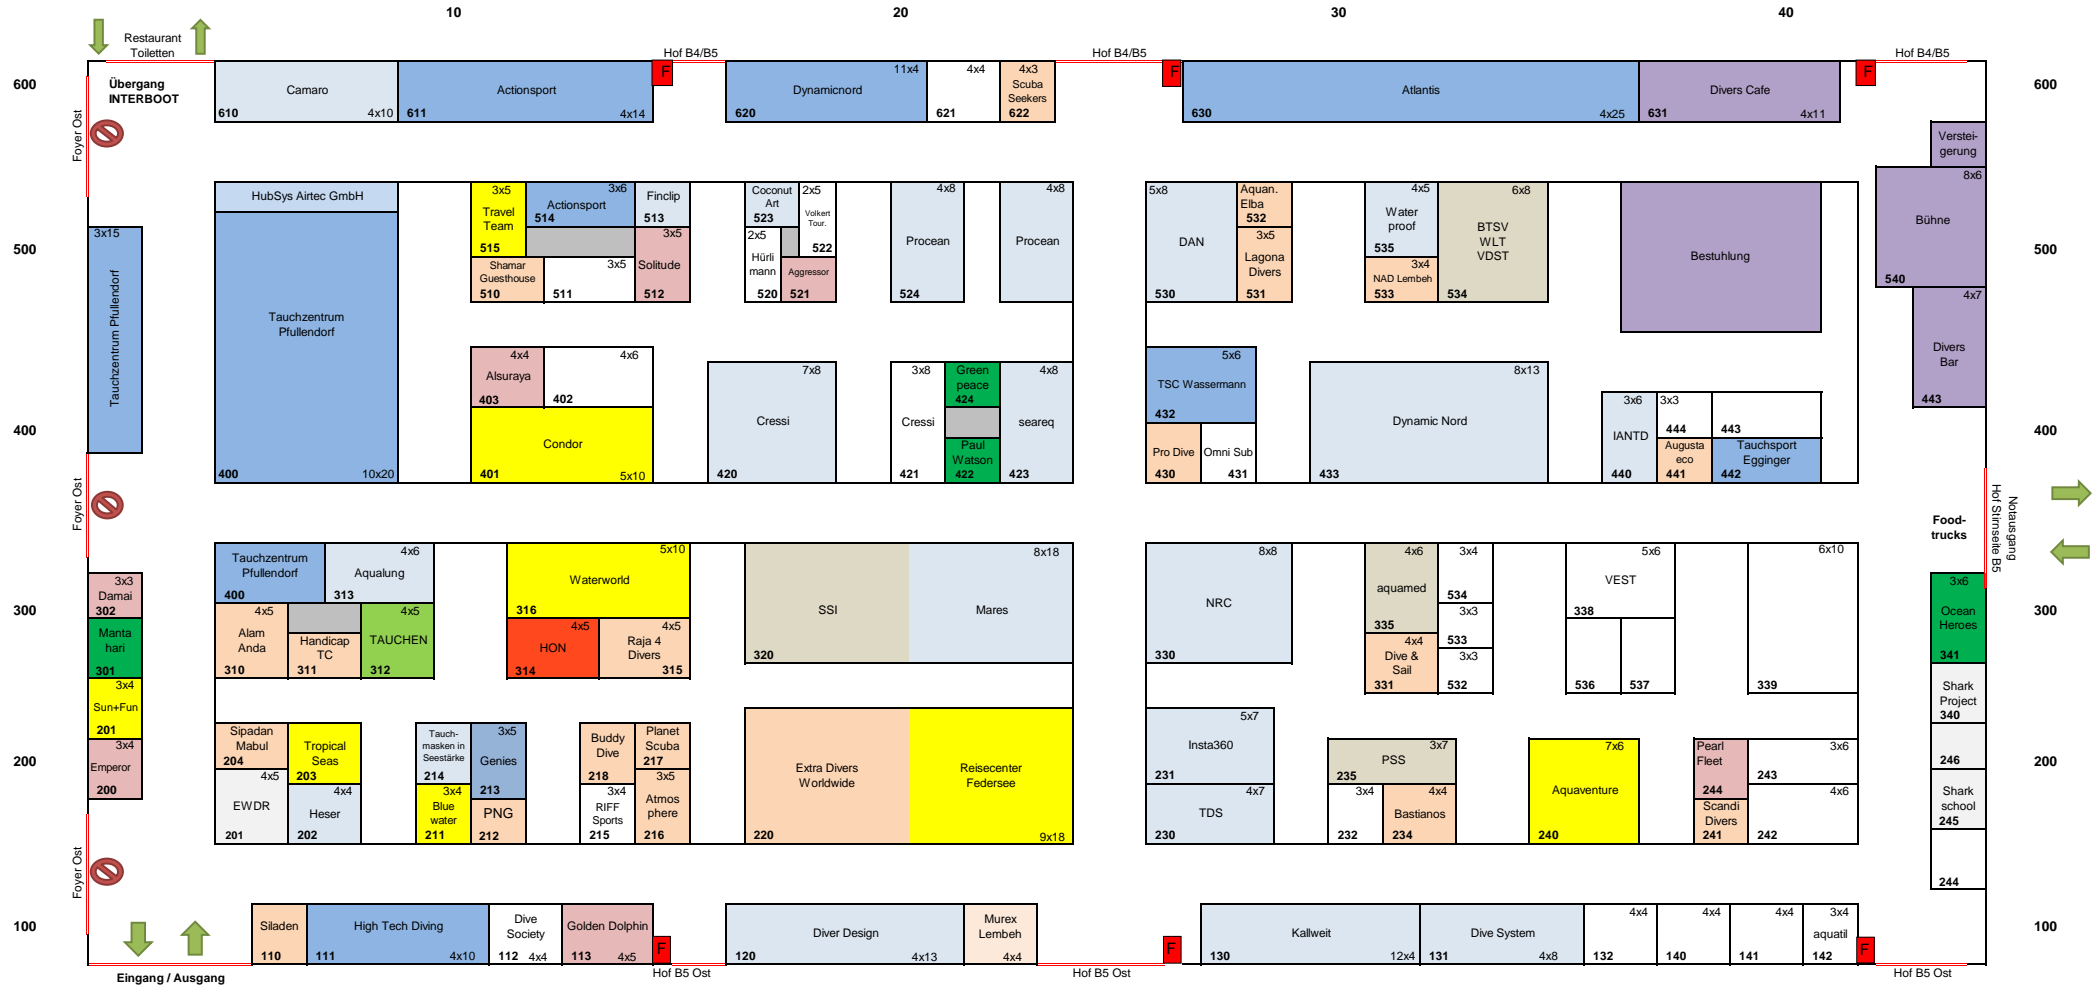 10
20
30
40
Restaurant
Toiletten
Hof B4/B5
Hof B4/B5
Hof B4/B5
600
Übergang
INTERBOOT
Camaro
610
4x10
Actionsport
611
4x14
F
11x4
Dynamicnord
620
4x4
621
4x3
Scuba
Seekers
622
F
Atlantis
630
4x25
Divers Cafe
631
4x11
F
600
Foyer Ost
Verstei-
gerung
8x6
Bühne
540
4x7
Divers
Bar
443
500
3x15
Tauchzentrum Pfullendorf
HubSys Airtec GmbH
Tauchzentrum
Pfullendorf
400
10x20
3x5
Travel
Team
515
3x6
Actionsport
514
Finclip
513
Shamar
Guesthouse
510
3x5
511
3x5
Solitude
512
Coconut
Art
523
2x5
Volkert
Tour.
522
2x5
Hürli
mann
520
Aggressor
521
4x8
Procean
524
4x8
Procean
5x8
DAN
530
Aquan.
Elba
532
3x5
Lagona
Divers
531
4x5
Water
proof
535
3x4
NAD Lembeh
533
6x8
BTSV
WLT
VDST
534
Bestuhlung
500
400
4x4
Alsuraya
403
4x6
402
Condor
401
5x10
7x8
Cressi
420
3x8
Cressi
421
Green
peace
424
Paul
Watson
422
4x8
seareq
423
5x6
TSC Wassermann
432
Pro Dive
430
Omni Sub
431
8x13
Dynamic Nord
433
3x6
IANTD
440
3x3
444
443
Augusta
eco
441
Tauchsport
Egginger
442
400
Foyer Ost
Food-
trucks
Notausgang
Hof Stirnseite B5
300
3x3
Damai
302
Manta
hari
301
3x4
Sun+Fun
201
3x4
Emperor
200
Tauchzentrum
Pfullendorf
400
4x6
Aqualung
313
4x5
Alam
Anda
310
Handicap
TC
311
4x5
TAUCHEN
312
5x10
Waterworld
316
4x5
HON
314
4x5
Raja 4
Divers
315
SSI
320
8x18
Mares
8x8
NRC
330
4x6
aquamed
335
4x4
Dive &
Sail
331
3x4
534
3x3
533
3x3
532
5x6
VEST
338
536
537
6x10
339
3x6
Ocean
Heroes
341
Shark
Project
340
246
Shark
school
245
244
300
200
Sipadan
Mabul
204
Tropical
Seas
203
4x5
EWDR
201
4x4
Heser
202
Tauch-
masken in
Seestärke
214
3x5
Genies
213
3x4
Blue
water
211
PNG
212
Buddy
Dive
218
Planet
Scuba
217
3x4
RIFF
Sports
215
3x5
Atmos
phere
216
Extra Divers
Worldwide
220
Reisecenter
Federsee
9x18
5x7
Insta360
231
4x7
TDS
230
3x7
PSS
235
3x4
232
4x4
Bastianos
234
7x6
Aquaventure
240
Pearl
Fleet
244
Scandi
Divers
241
3x6
243
4x6
242
200
Foyer Ost
100
Siladen
110
High Tech Diving
111
4x10
Dive
Society
112
4x4
Golden Dolphin
113
4x5
F
Diver Design
120
4x13
Murex
Lembeh
4x4
F
Kallweit
130
12x4
Dive System
131
4x8
4x4
132
4x4
140
4x4
141
3x4
aquatil
142
F
100
Eingang / Ausgang
Hof B5 Ost
Hof B5 Ost
Hof B5 Ost